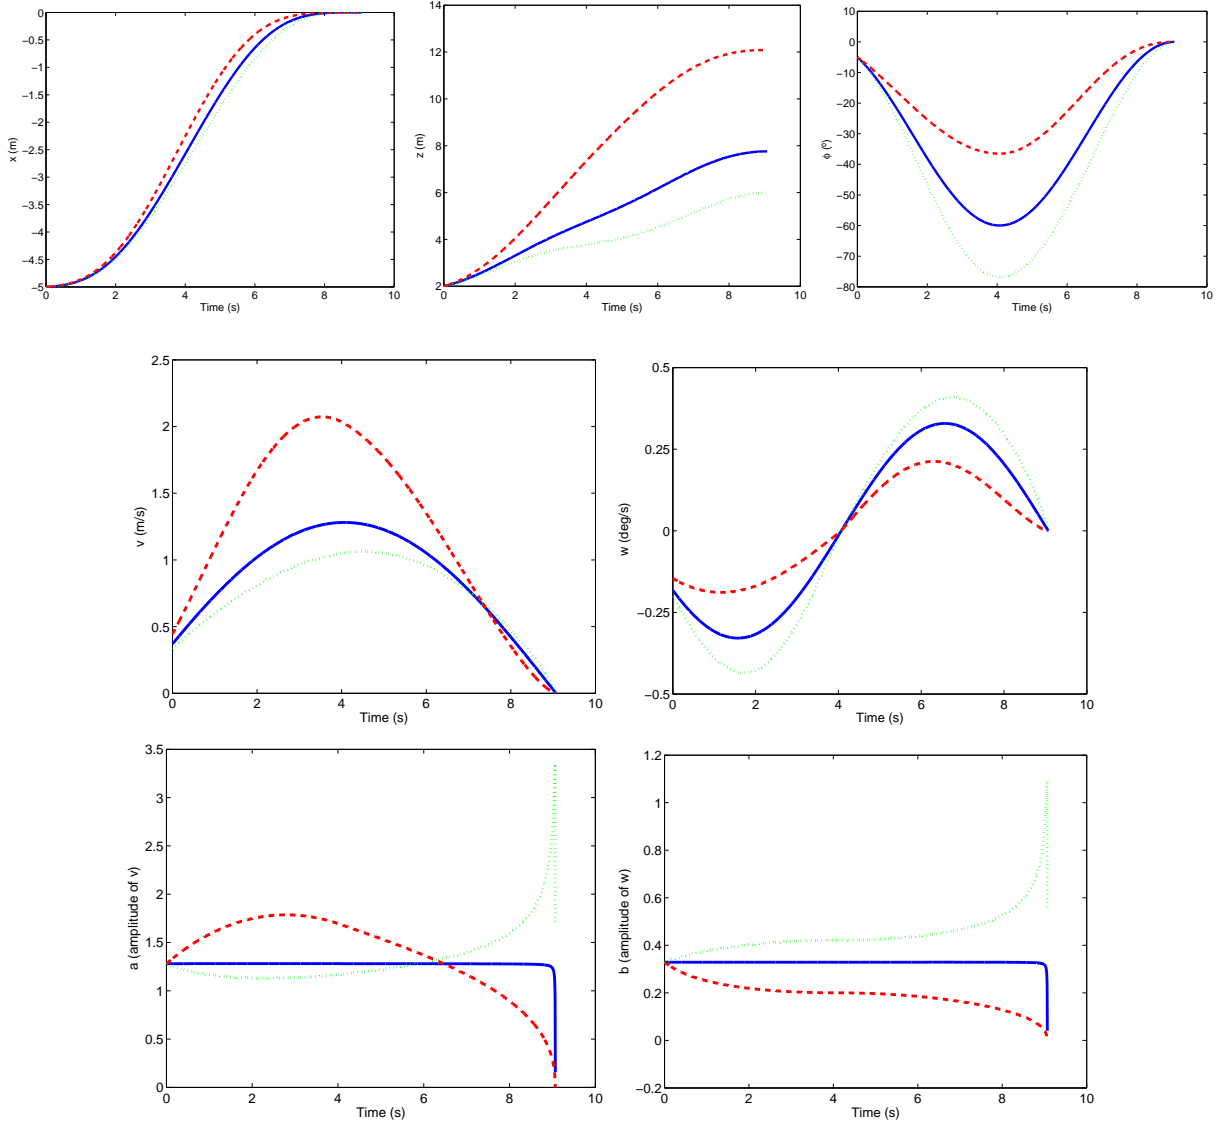 0
−0.5
−1
−1.5
−2
−2.5
−3
−3.5
−4
−4.5
−5
0 2 4 6 8 10
x (m)
Time (s)
14
12
10
8
6
4
2
0 2 4 6 8 10
z (m)
Time (s)
10
0
−10
−20
−30
−40
−50
−60
−70
−80
0 2 4 6 8 10
ϕ (º)
Time (s)
2.5
2
1.5
1
0.5
0
0 2 4 6 8 10
v (m/s)
Time (s)
0.5
0.25
0
−0.25
−0.5
0 2 4 6 8 10
w (deg/s)
Time (s)
3.5
3
2.5
2
1.5
1
0.5
0
0 2 4 6 8 10
a (amplitude of v)
Time (s)
1.2
1
0.8
0.6
0.4
0.2
0
−0.2
0 2 4 6 8 10
b (amplitude of w)
Time (s)